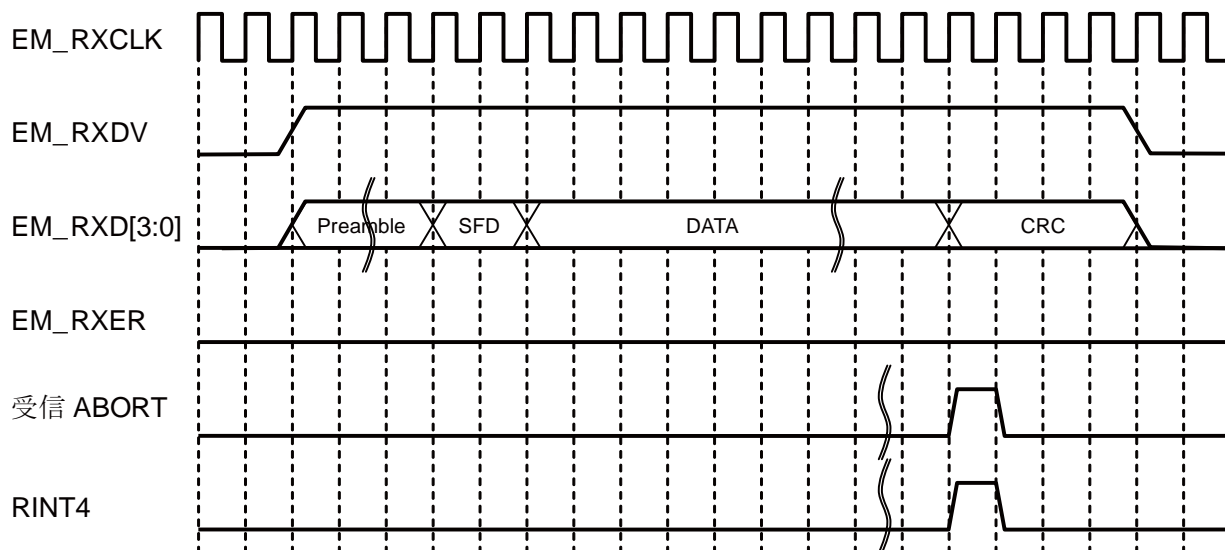 EM_RXCLK
EM_RXDV
EM_RXD[3:0]
Preamble
SFD
DATA
CRC
EM_RXER
受信 ABORT
RINT4